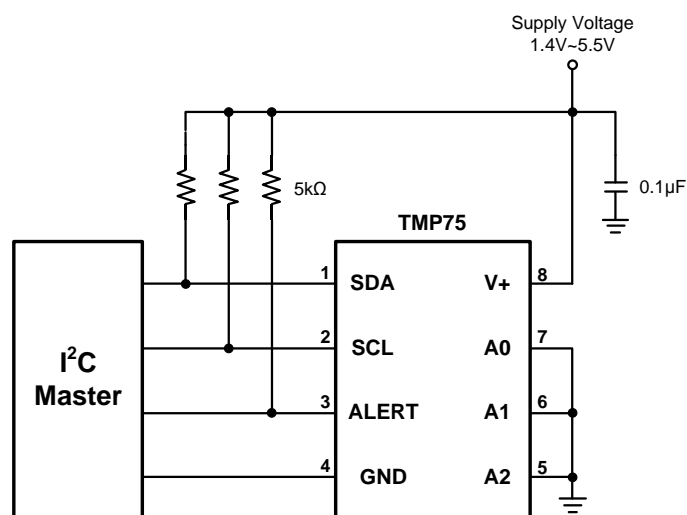 Supply Voltage
1.4V~5.5V
5kΩ
0.1µF
TMP75
I²C
Master
1
SDA
V+
8
2
SCL
A0
7
3
ALERT
A1
6
4
GND
A2
5